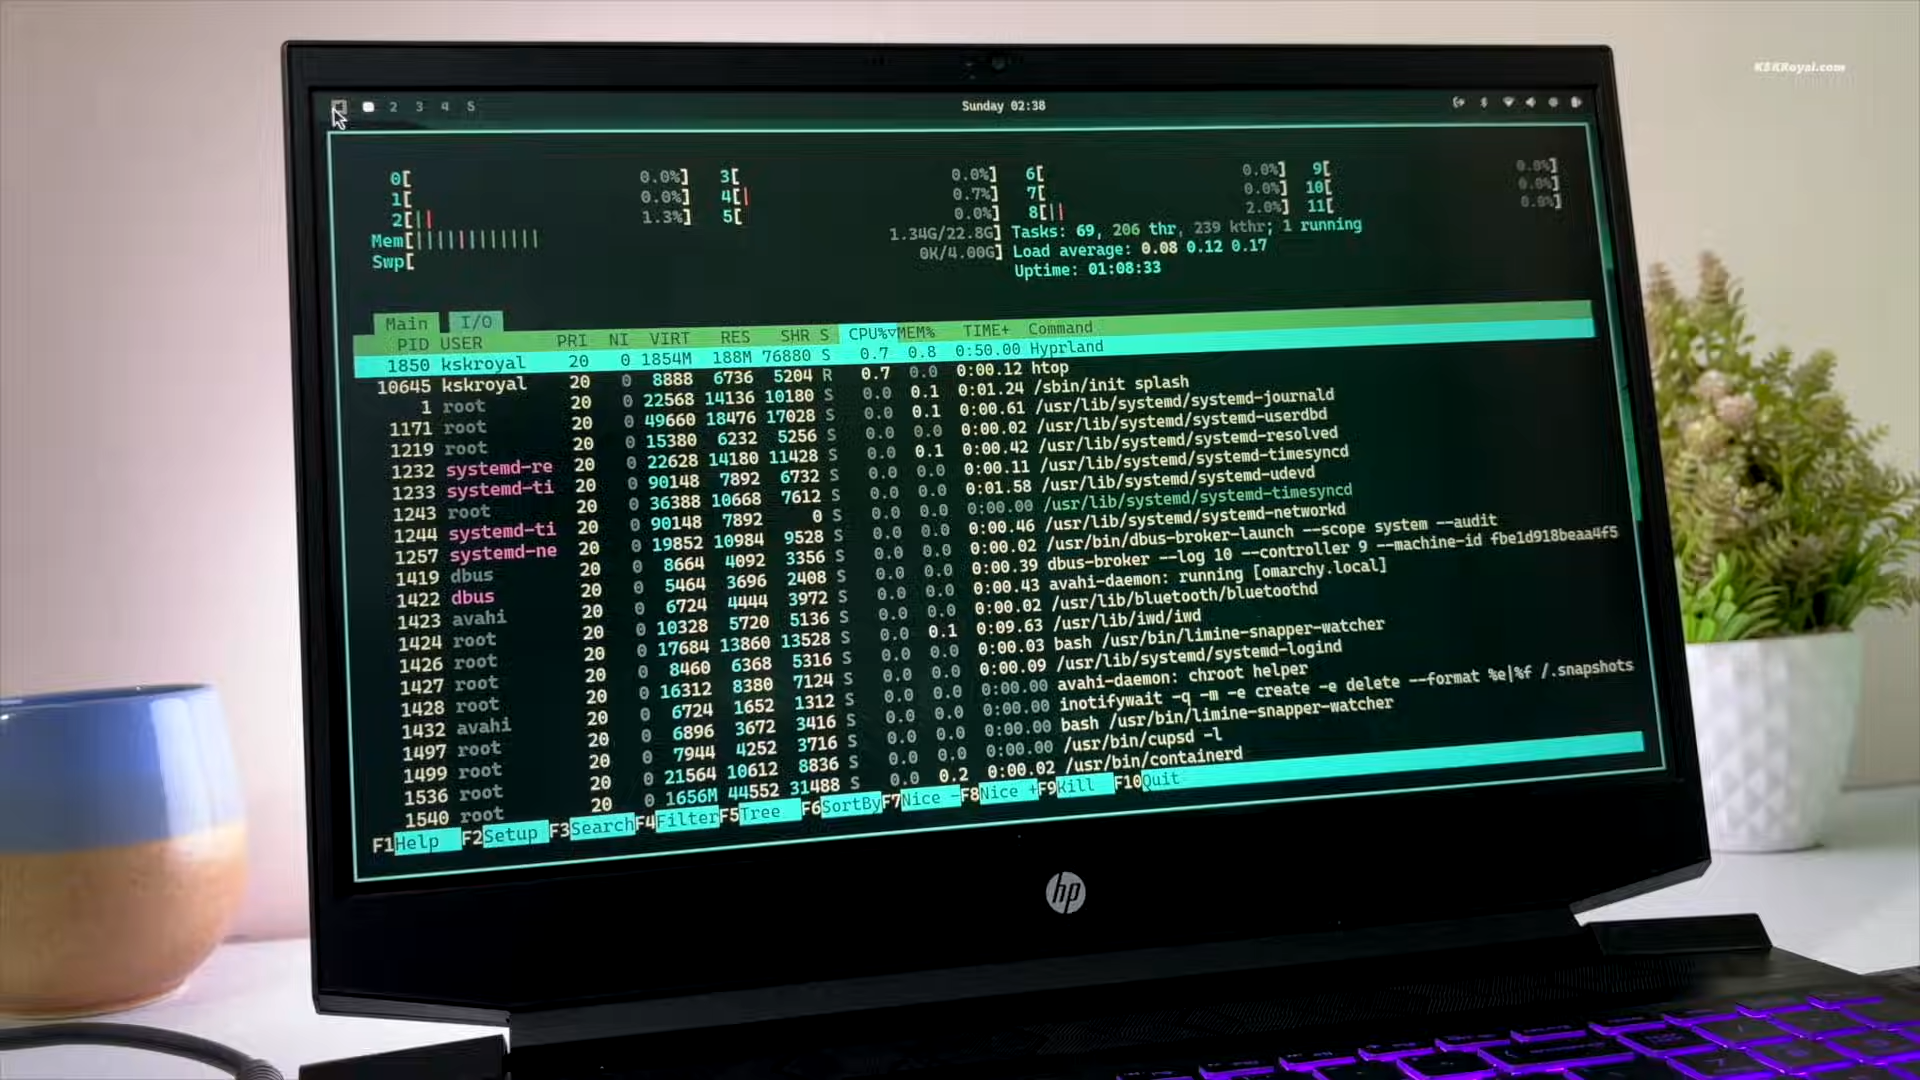 KSKRoyal.com
2 3 4 5 Sunday 02:38
0[ 0.0%] 3[ 0.0%] 6[ 0.0%] 9[ 0.0%]
1[ 0.0%] 4[| 0.7%] 7[ 0.0%] 10[ 0.0%]
2[|| 1.3%] 5[ 0.0%] 8[|| 2.0%] 11[ 0.0%]
Mem[||||||||||||| 1.34G/22.8G] Tasks: 69, 206 thr, 239 kthr; 1 running
Swp[ 0K/4.00G] Load average: 0.08 0.12 0.17
Uptime: 01:08:33
Main I/O
PID USER PRI NI VIRT RES SHR S CPU%▽MEM% TIME+ Command
1850 kskroyal 20 0 1854M 188M 76880 S 0.7 0.8 0:50.00 Hyprland
10645 kskroyal 20 0 8888 6736 5204 R 0.7 0.0 0:00.12 htop
1 root 20 0 22568 14136 10180 S 0.0 0.1 0:01.24 /sbin/init splash
1171 root 20 0 49660 18476 17028 S 0.0 0.1 0:00.61 /usr/lib/systemd/systemd-journald
1219 root 20 0 15380 6232 5256 S 0.0 0.0 0:00.02 /usr/lib/systemd/systemd-userdbd
1232 systemd-re 20 0 22628 14180 11428 S 0.0 0.1 0:00.42 /usr/lib/systemd/systemd-resolved
1233 systemd-ti 20 0 90148 7892 6732 S 0.0 0.0 0:00.11 /usr/lib/systemd/systemd-timesyncd
1243 root 20 0 36388 10668 7612 S 0.0 0.0 0:01.58 /usr/lib/systemd/systemd-udevd
1244 systemd-ti 20 0 90148 7892 0 S 0.0 0.0 0:00.00 /usr/lib/systemd/systemd-timesyncd
1257 systemd-ne 20 0 19852 10984 9528 S 0.0 0.0 0:00.46 /usr/lib/systemd/systemd-networkd
1419 dbus 20 0 8664 4092 3356 S 0.0 0.0 0:00.02 /usr/bin/dbus-broker-launch --scope system --audit
1422 dbus 20 0 5464 3696 2408 S 0.0 0.0 0:00.39 dbus-broker --log 10 --controller 9 --machine-id fbe1d918beaa4f5
1423 avahi 20 0 6724 4444 3972 S 0.0 0.0 0:00.43 avahi-daemon: running [omarchy.local]
1424 root 20 0 10328 5720 5136 S 0.0 0.0 0:00.02 /usr/lib/bluetooth/bluetoothd
1426 root 20 0 17684 13860 13528 S 0.0 0.1 0:09.63 /usr/lib/iwd/iwd
1427 root 20 0 8460 6368 5316 S 0.0 0.0 0:00.03 bash /usr/bin/limine-snapper-watcher
1428 root 20 0 16312 8380 7124 S 0.0 0.0 0:00.09 /usr/lib/systemd/systemd-logind
1432 avahi 20 0 6724 1652 1312 S 0.0 0.0 0:00.00 avahi-daemon: chroot helper
1497 root 20 0 6896 3672 3416 S 0.0 0.0 0:00.00 inotifywait -q -m -e create -e delete --format %e|%f /.snapshots
1499 root 20 0 7944 4252 3716 S 0.0 0.0 0:00.00 bash /usr/bin/limine-snapper-watcher
1536 root 20 0 21564 10612 8836 S 0.0 0.0 0:00.00 /usr/bin/cupsd -l
1540 root 20 0 1656M 44552 31488 S 0.0 0.2 0:00.02 /usr/bin/containerd
F1Help F2Setup F3Search F4Filter F5Tree F6SortBy F7Nice - F8Nice + F9Kill F10Quit
hp